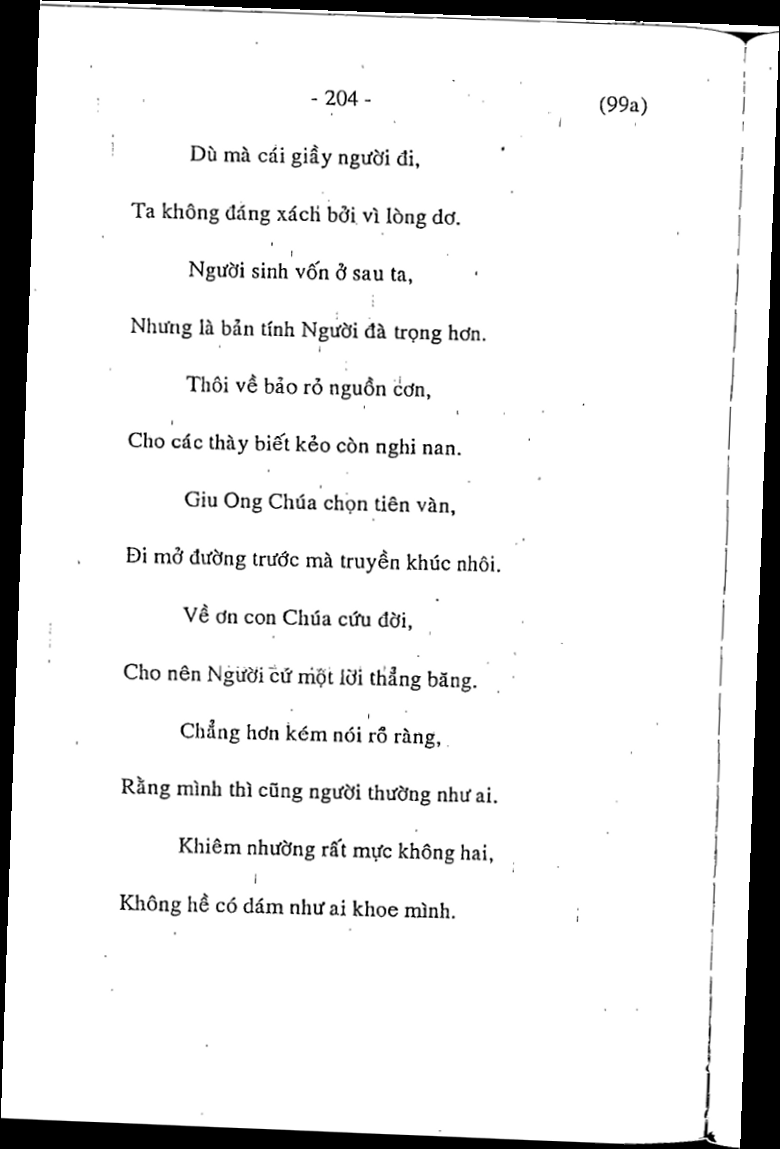 - 204 - (99a)
Dù mà cái giầy người đi,
Ta không đáng xách bởi vì lòng dơ.
Người sinh vốn ở sau ta,
Nhưng là bản tính Người đà trọng hơn.
Thôi về bảo rỏ nguồn cơn,
Cho các thày biết kẻo còn nghi nan.
Giu Ong Chúa chọn tiên vàn,
Đi mở đường trước mà truyền khúc nhôi.
Về ơn con Chúa cứu đời,
Cho nên Người cứ một lời thẳng băng.
Chẳng hơn kém nói rỏ ràng,
Rằng mình thì cũng người thường như ai.
Khiêm nhường rất mực không hai,
Không hề có dám như ai khoe mình.